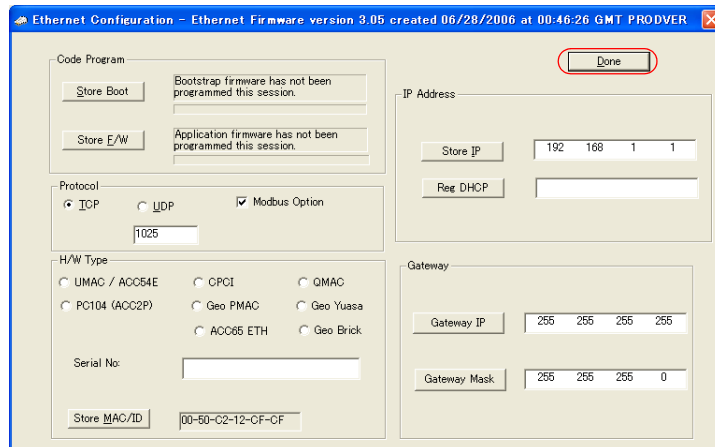 Ethernet Configuration - Ethernet Firmware version 3.05 created 06/28/2006 at 00:46:26 GMT PRODVER
Code Program
Store Boot
Bootstrap firmware has not been
programmed this session.
Store F/W
Application firmware has not been
programmed this session.
Protocol
TCP
UDP
Modbus Option
1025
H/W Type
UMAC / ACC54E
CPCI
QMAC
PC104 (ACC2P)
Geo PMAC
Geo Yuasa
ACC65 ETH
Geo Brick
Serial No:
Store MAC/ID
00-50-C2-12-CF-CF
Done
IP Address
Store IP
192 168 1 1
Reg DHCP
Gateway
Gateway IP
255 255 255 255
Gateway Mask
255 255 255 0